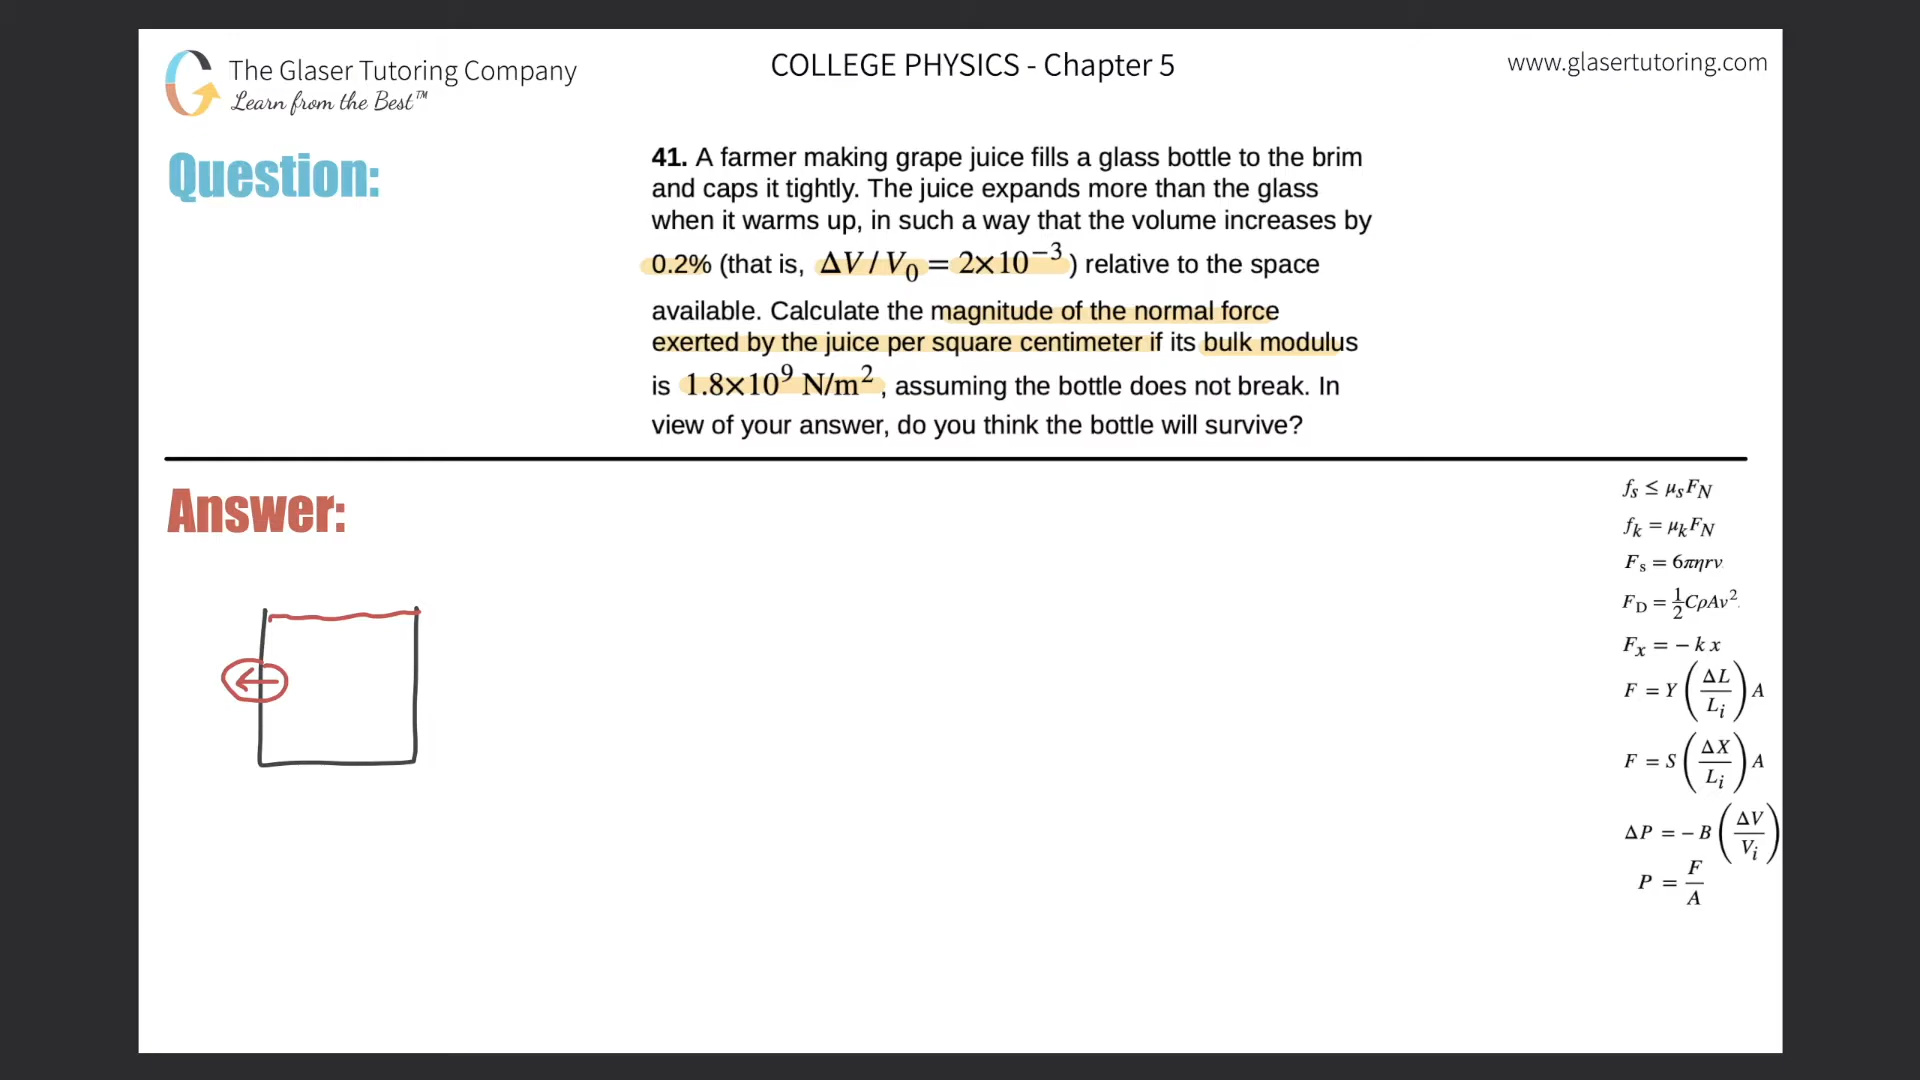 The Glaser Tutoring Company
Learn from the Best™
COLLEGE PHYSICS - Chapter 5
www.glasertutoring.com
Question:
41. A farmer making grape juice fills a glass bottle to the brim
and caps it tightly. The juice expands more than the glass
when it warms up, in such a way that the volume increases by
0.2% (that is, ΔV / V₀ = 2×10⁻³) relative to the space
available. Calculate the magnitude of the normal force
exerted by the juice per square centimeter if its bulk modulus
is 1.8×10⁹ N/m², assuming the bottle does not break. In
view of your answer, do you think the bottle will survive?
Answer:
fs ≤ μsFN
fk = μkFN
Fs = 6πηrv
FD = ½CρAv²
Fx = − k x
F = Y (ΔL / Li) A
F = S (ΔX / Li) A
ΔP = − B (ΔV / Vi)
P = F / A